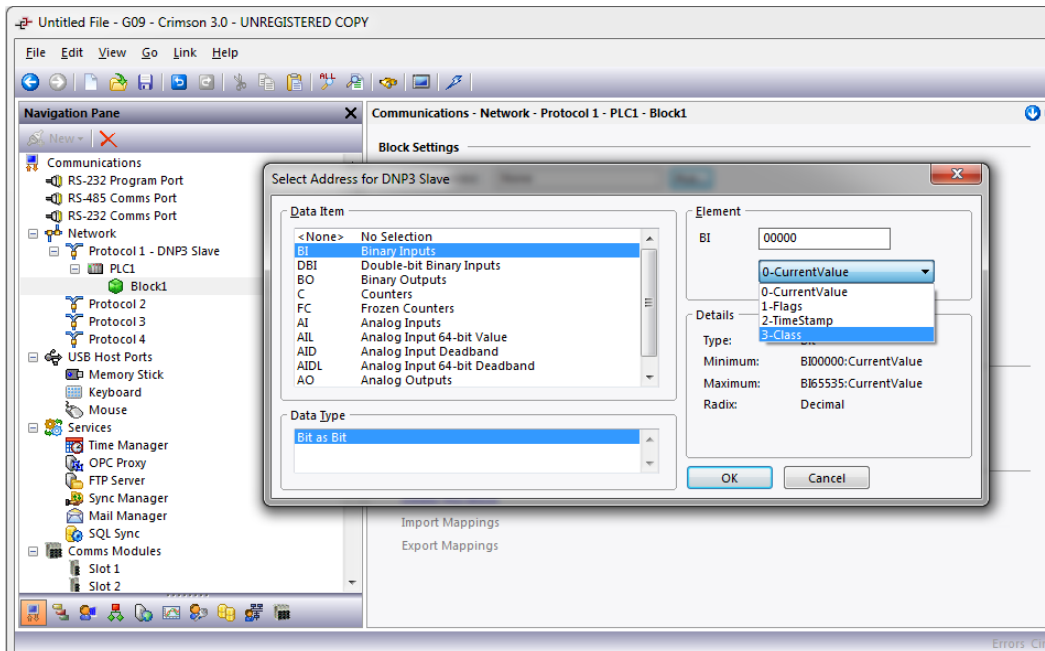 Untitled File - G09 - Crimson 3.0 - UNREGISTERED COPY
File Edit View Go Link Help
ALL
Navigation Pane X
Communications - Network - Protocol 1 - PLC1 - Block1
New
Block Settings
Communications
RS-232 Program Port
RS-485 Comms Port
RS-232 Comms Port
Network
Protocol 1 - DNP3 Slave
PLC1
Block1
Protocol 2
Protocol 3
Protocol 4
USB Host Ports
Memory Stick
Keyboard
Mouse
Services
Time Manager
OPC Proxy
FTP Server
Sync Manager
Mail Manager
SQL Sync
Comms Modules
Slot 1
Slot 2
Select Address for DNP3 Slave
Data Item
<None> No Selection
BI Binary Inputs
DBI Double-bit Binary Inputs
BO Binary Outputs
C Counters
FC Frozen Counters
AI Analog Inputs
AIL Analog Input 64-bit Value
AID Analog Input Deadband
AIDL Analog Input 64-bit Deadband
AO Analog Outputs
Data Type
Bit as Bit
Element
BI 00000
0-CurrentValue
0-CurrentValue
1-Flags
2-TimeStamp
3-Class
Details
Type:
Minimum: BI00000:CurrentValue
Maximum: BI65535:CurrentValue
Radix: Decimal
OK Cancel
Import Mappings
Export Mappings
Errors